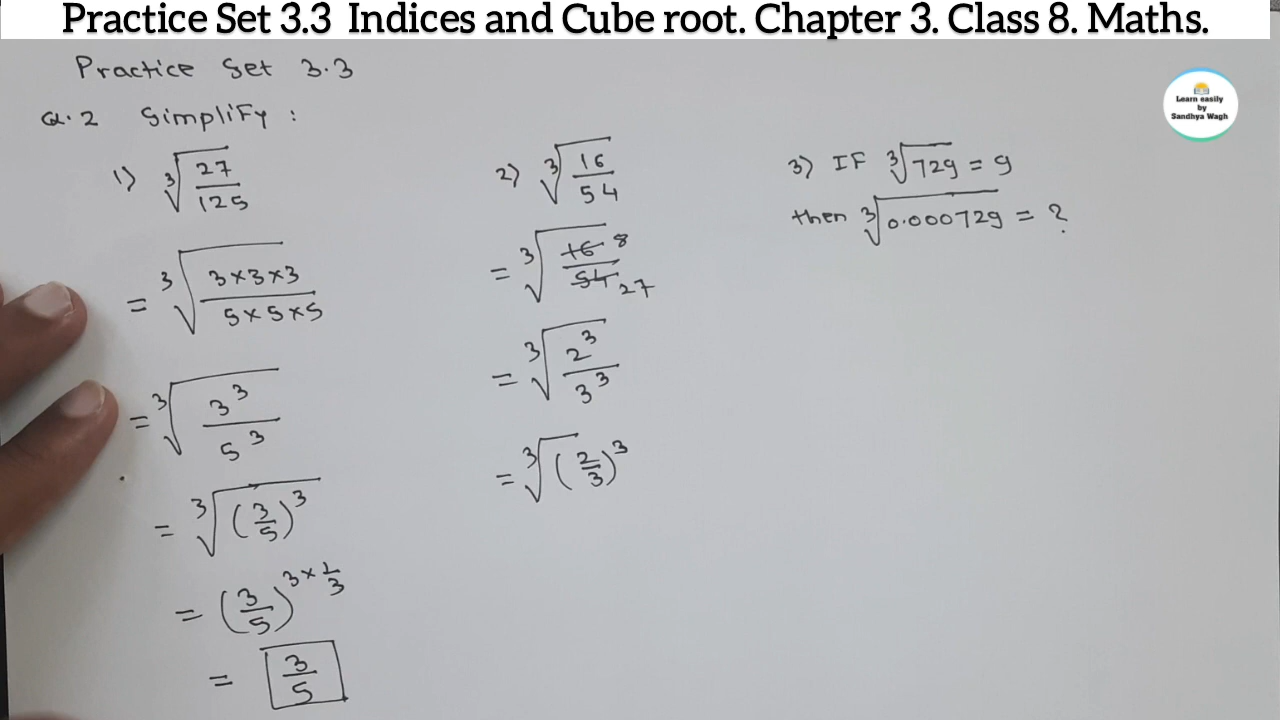 Practice Set 3.3 Indices and Cube root. Chapter 3. Class 8. Maths.
Learn easily
by
Sandhya Wagh
Practice Set 3.3
Q.2 Simplify :
1) ∛(27/125)
= ∛((3×3×3)/(5×5×5))
= ∛(3³/5³)
= ∛(3/5)³
= (3/5)^(3×1/3)
= 3/5
2) ∛(16/54)
= ∛(16/54) 8 27
= ∛(2³/3³)
= ∛(2/3)³
3) IF ∛729 = 9
then ∛0.000729 = ?